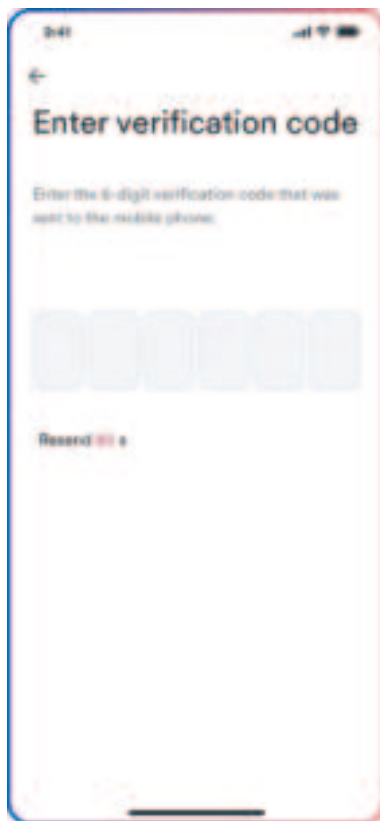 Enter verification code
Enter the 6-digit verification code that was
sent to the mobile phone.
Resend s